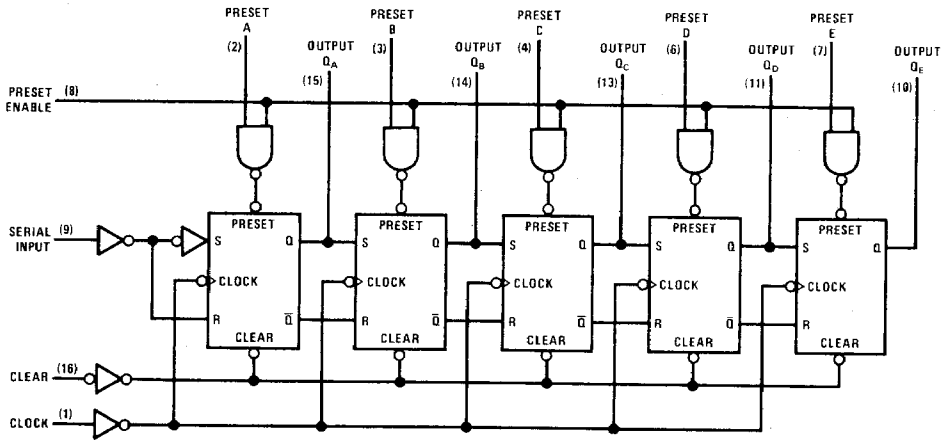 PRESET
A
(2)
OUTPUT
QA
(15)
PRESET
B
(3)
OUTPUT
QB
(14)
PRESET
C
(4)
OUTPUT
QC
(13)
PRESET
D
(6)
OUTPUT
QD
(11)
PRESET
E
(7)
OUTPUT
QE
(10)
PRESET
ENABLE
(8)
SERIAL
INPUT
(9)
PRESET
S
Q
CLOCK
R
Q̅
CLEAR
PRESET
S
Q
CLOCK
R
Q̅
CLEAR
PRESET
S
Q
CLOCK
R
Q̅
CLEAR
PRESET
S
Q
CLOCK
R
Q̅
CLEAR
PRESET
S
Q
CLOCK
R
CLEAR
CLEAR
(16)
CLOCK
(1)